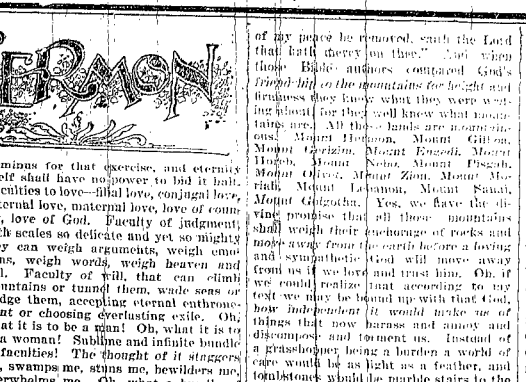 SERMON
minus for that exercise, and eternity
elf shall have no power to bid it halt.
culties to love—filial love, conjugal love,
ternal love, maternal love, love of coun
, love of God. Faculty of judgment,
th scales so delicate and yet so mighty
ey can weigh arguments, weigh emo
ns, weigh words, weigh heaven and
l. Faculty of will, that can climb
untains or tunnel them, wade seas or
dge them, accepting eternal enthrone-
nt or choosing everlasting exile. Oh,
at it is to be a man! Oh, what it is to
a woman! Sublime and infinite bundle
faculties! The thought of it staggers
, swamps me, stuns me, bewilders me,
erwhelms me. Oh, what a
of my peace be removed, saith the Lord
that hath mercy on thee." And when
those Bible authors compared God's
friendship to the mountains for height and
firmness they knew what they were writ-
ing about, for they well knew what moun-
tains are. All those lands are mountain-
ous. Mount Hermon, Mount Gilboa,
Mount Gerizim, Mount Engedi, Mount
Horeb, Mount Nebo, Mount Pisgah,
Mount Olivet, Mount Zion, Mount Mo-
riah, Mount Lebanon, Mount Sanai,
Mount Golgotha. Yes, we have the di-
vine promise that all those mountains
shall weigh their anchorage of rocks and
move away from the earth before a loving
and sympathetic God will move away
from us if we love and trust him. Oh, if
we could realize that according to my
text we may be bound up with that God,
how independent it would make us of
things that now harass and annoy and
discompose and torment us. Instead of
a grasshopper being a burden a world of
care would be as light as a feather, and
tombstones would be marble stairs to the